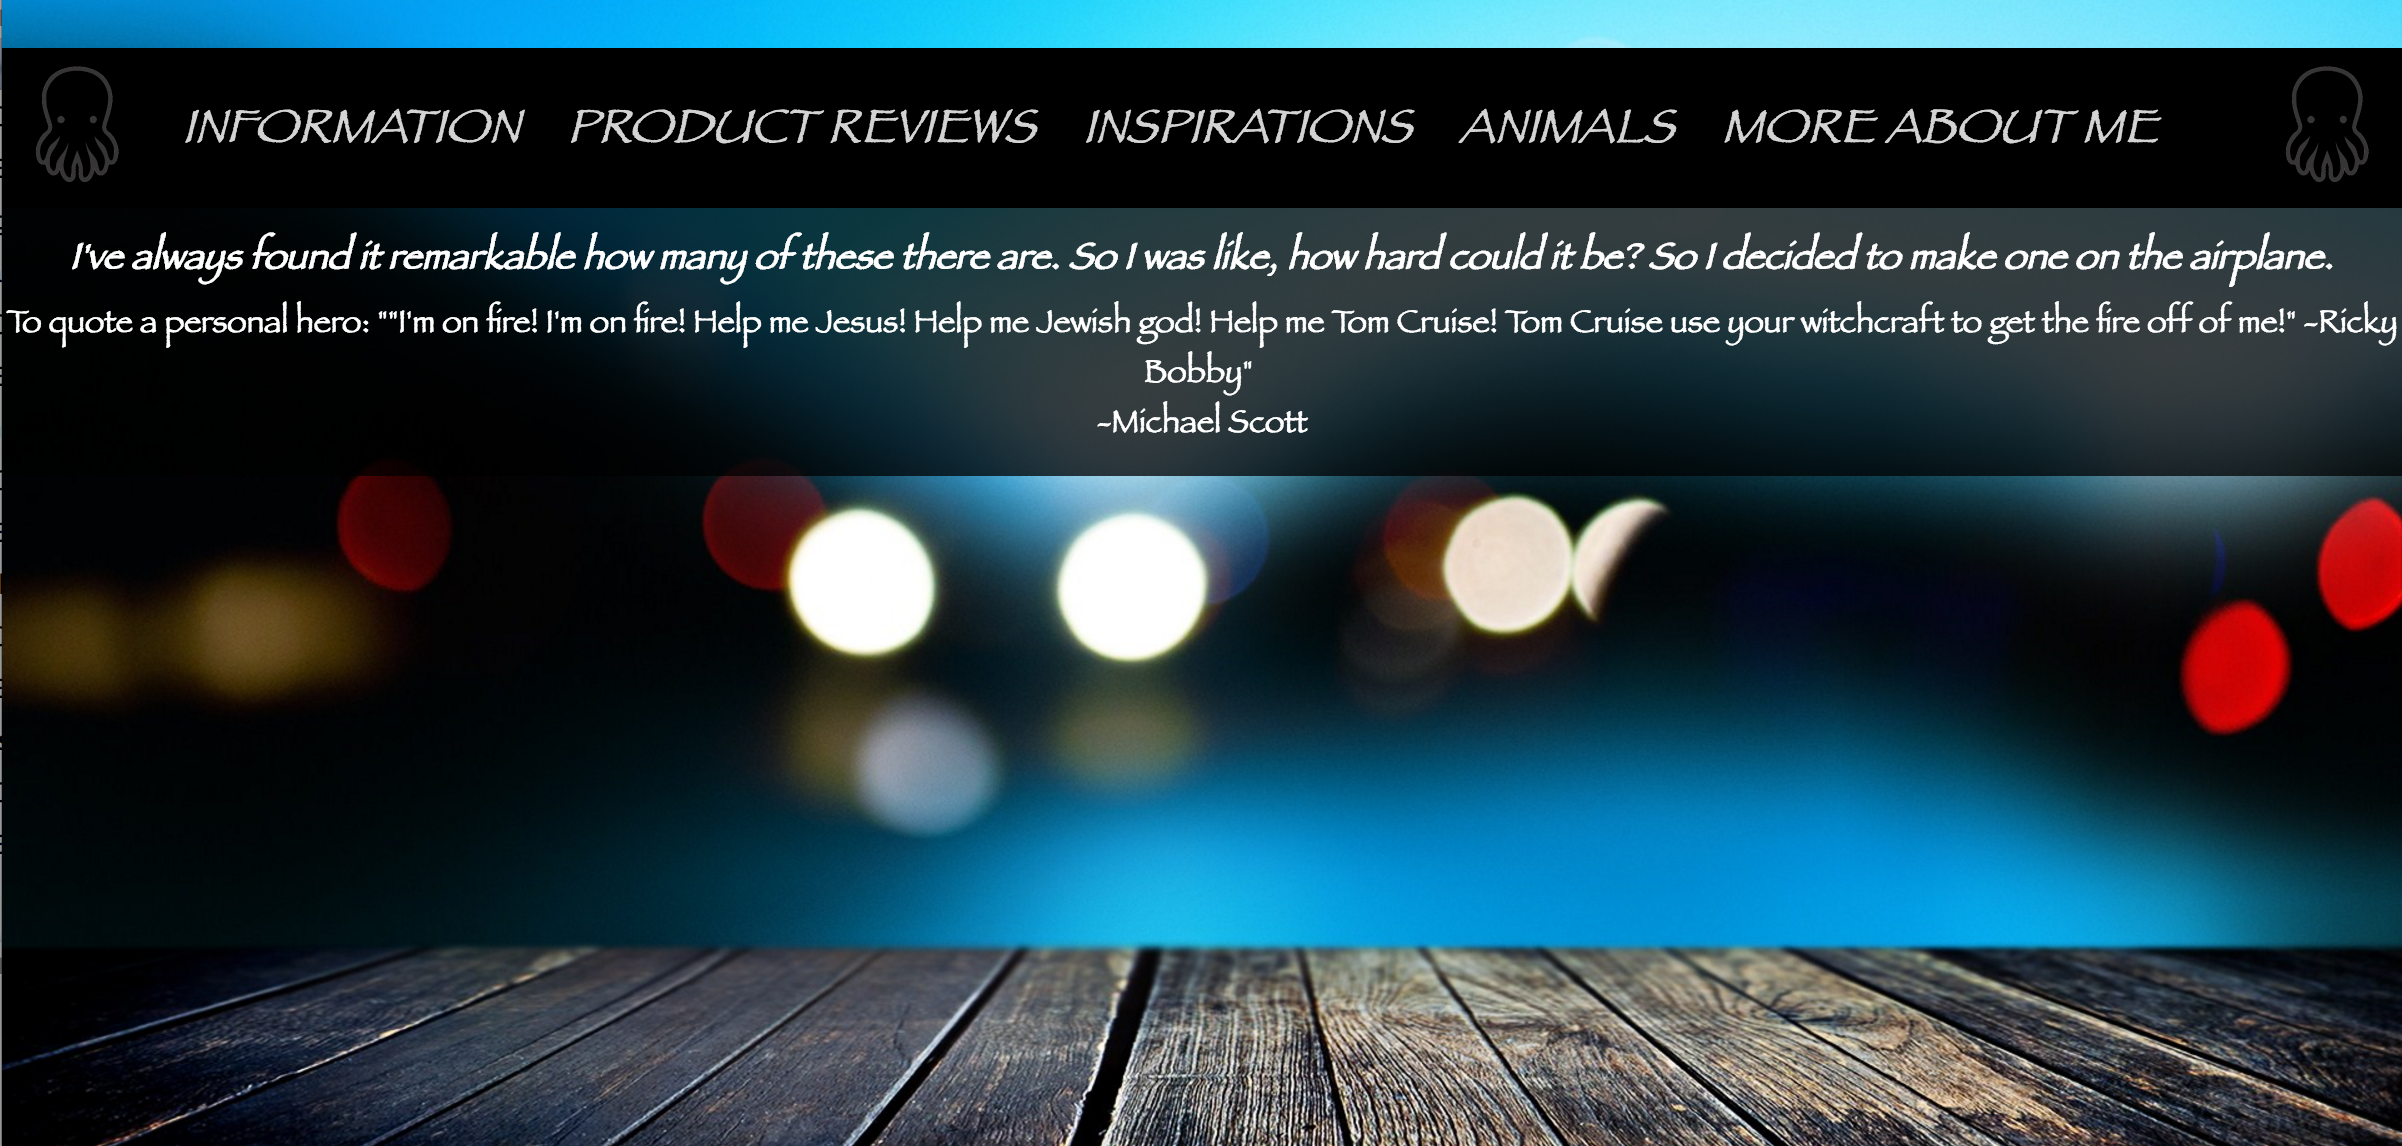 INFORMATION PRODUCT REVIEWS INSPIRATIONS ANIMALS MORE ABOUT ME
I've always found it remarkable how many of these there are. So I was like, how hard could it be? So I decided to make one on the airplane.
To quote a personal hero: ""I'm on fire! I'm on fire! Help me Jesus! Help me Jewish god! Help me Tom Cruise! Tom Cruise use your witchcraft to get the fire off of me!" ~Ricky
Bobby"
~Michael Scott